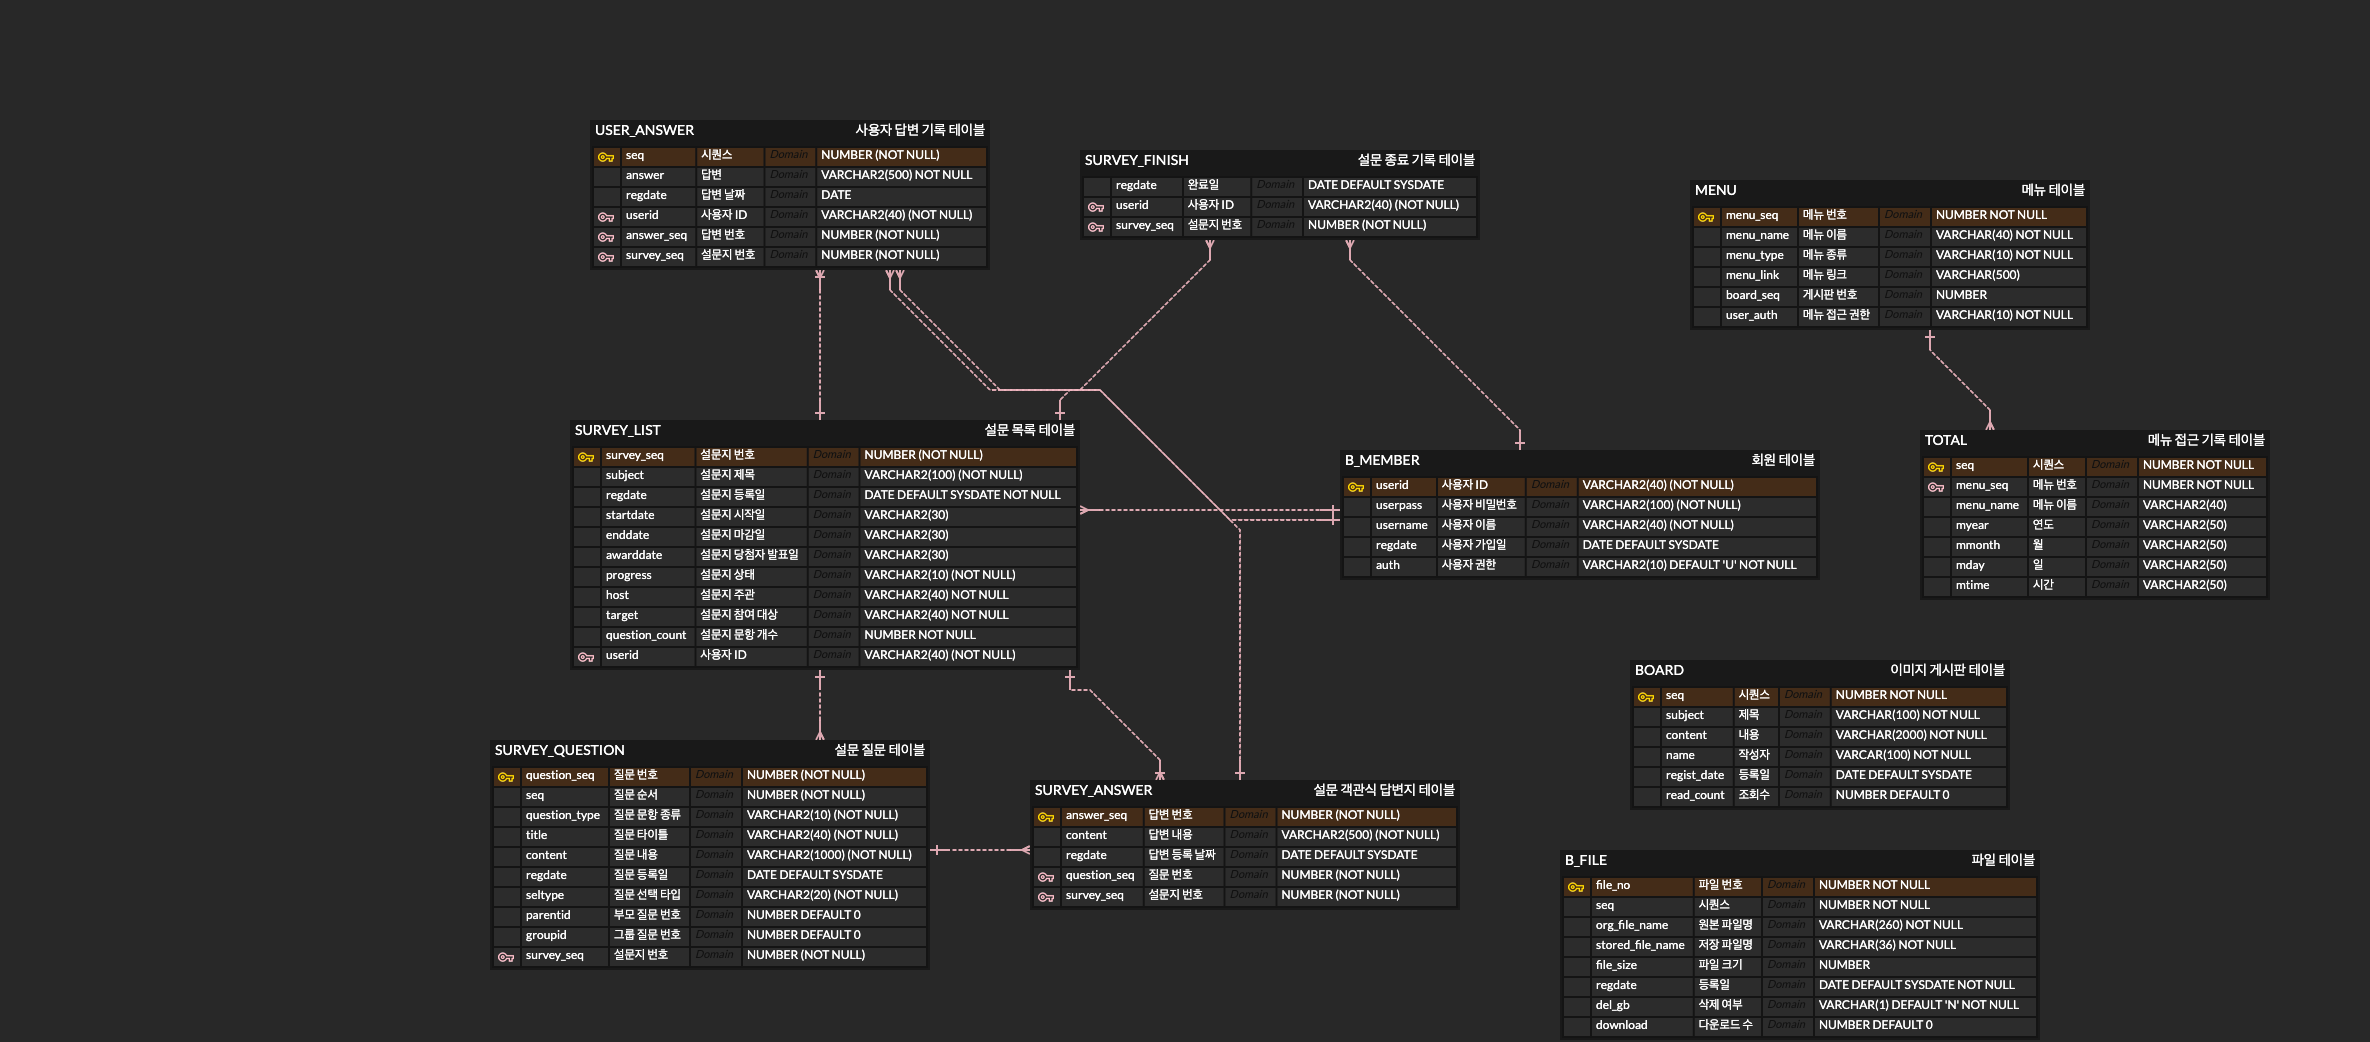 USER_ANSWER 사용자 답변 기록 테이블
seq 시퀀스 Domain NUMBER (NOT NULL)
answer 답변 Domain VARCHAR2(500) NOT NULL
regdate 답변 날짜 Domain DATE
userid 사용자 ID Domain VARCHAR2(40) (NOT NULL)
answer_seq 답변 번호 Domain NUMBER (NOT NULL)
survey_seq 설문지 번호 Domain NUMBER (NOT NULL)
SURVEY_FINISH 설문 종료 기록 테이블
regdate 완료일 Domain DATE DEFAULT SYSDATE
userid 사용자 ID Domain VARCHAR2(40) (NOT NULL)
survey_seq 설문지 번호 Domain NUMBER (NOT NULL)
MENU 메뉴 테이블
menu_seq 메뉴 번호 Domain NUMBER NOT NULL
menu_name 메뉴 이름 Domain VARCHAR(40) NOT NULL
menu_type 메뉴 종류 Domain VARCHAR(10) NOT NULL
menu_link 메뉴 링크 Domain VARCHAR(500)
board_seq 게시판 번호 Domain NUMBER
user_auth 메뉴 접근 권한 Domain VARCHAR(10) NOT NULL
SURVEY_LIST 설문 목록 테이블
survey_seq 설문지 번호 Domain NUMBER (NOT NULL)
subject 설문지 제목 Domain VARCHAR2(100) (NOT NULL)
regdate 설문지 등록일 Domain DATE DEFAULT SYSDATE NOT NULL
startdate 설문지 시작일 Domain VARCHAR2(30)
enddate 설문지 마감일 Domain VARCHAR2(30)
awarddate 설문지 당첨자 발표일 Domain VARCHAR2(30)
progress 설문지 상태 Domain VARCHAR2(10) (NOT NULL)
host 설문지 주관 Domain VARCHAR2(40) NOT NULL
target 설문지 참여 대상 Domain VARCHAR2(40) NOT NULL
question_count 설문지 문항 개수 Domain NUMBER NOT NULL
userid 사용자 ID Domain VARCHAR2(40) (NOT NULL)
B_MEMBER 회원 테이블
userid 사용자 ID Domain VARCHAR2(40) (NOT NULL)
userpass 사용자 비밀번호 Domain VARCHAR2(100) (NOT NULL)
username 사용자 이름 Domain VARCHAR2(40) (NOT NULL)
regdate 사용자 가입일 Domain DATE DEFAULT SYSDATE
auth 사용자 권한 Domain VARCHAR2(10) DEFAULT 'U' NOT NULL
TOTAL 메뉴 접근 기록 테이블
seq 시퀀스 Domain NUMBER NOT NULL
menu_seq 메뉴 번호 Domain NUMBER NOT NULL
menu_name 메뉴 이름 Domain VARCHAR2(40)
myear 연도 Domain VARCHAR2(50)
mmonth 월 Domain VARCHAR2(50)
mday 일 Domain VARCHAR2(50)
mtime 시간 Domain VARCHAR2(50)
BOARD 이미지 게시판 테이블
seq 시퀀스 Domain NUMBER NOT NULL
subject 제목 Domain VARCHAR(100) NOT NULL
content 내용 Domain VARCHAR(2000) NOT NULL
name 작성자 Domain VARCAR(100) NOT NULL
regist_date 등록일 Domain DATE DEFAULT SYSDATE
read_count 조회수 Domain NUMBER DEFAULT 0
SURVEY_QUESTION 설문 질문 테이블
question_seq 질문 번호 Domain NUMBER (NOT NULL)
seq 질문 순서 Domain NUMBER (NOT NULL)
question_type 질문 문항 종류 Domain VARCHAR2(10) (NOT NULL)
title 질문 타이틀 Domain VARCHAR2(40) (NOT NULL)
content 질문 내용 Domain VARCHAR2(1000) (NOT NULL)
regdate 질문 등록일 Domain DATE DEFAULT SYSDATE
seltype 질문 선택 타입 Domain VARCHAR2(20) (NOT NULL)
parentid 부모 질문 번호 Domain NUMBER DEFAULT 0
groupid 그룹 질문 번호 Domain NUMBER DEFAULT 0
survey_seq 설문지 번호 Domain NUMBER (NOT NULL)
SURVEY_ANSWER 설문 객관식 답변지 테이블
answer_seq 답변 번호 Domain NUMBER (NOT NULL)
content 답변 내용 Domain VARCHAR2(500) (NOT NULL)
regdate 답변 등록 날짜 Domain DATE DEFAULT SYSDATE
question_seq 질문 번호 Domain NUMBER (NOT NULL)
survey_seq 설문지 번호 Domain NUMBER (NOT NULL)
B_FILE 파일 테이블
file_no 파일 번호 Domain NUMBER NOT NULL
seq 시퀀스 Domain NUMBER NOT NULL
org_file_name 원본 파일명 Domain VARCHAR(260) NOT NULL
stored_file_name 저장 파일명 Domain VARCHAR(36) NOT NULL
file_size 파일 크기 Domain NUMBER
regdate 등록일 Domain DATE DEFAULT SYSDATE NOT NULL
del_gb 삭제 여부 Domain VARCHAR(1) DEFAULT 'N' NOT NULL
download 다운로드 수 Domain NUMBER DEFAULT 0